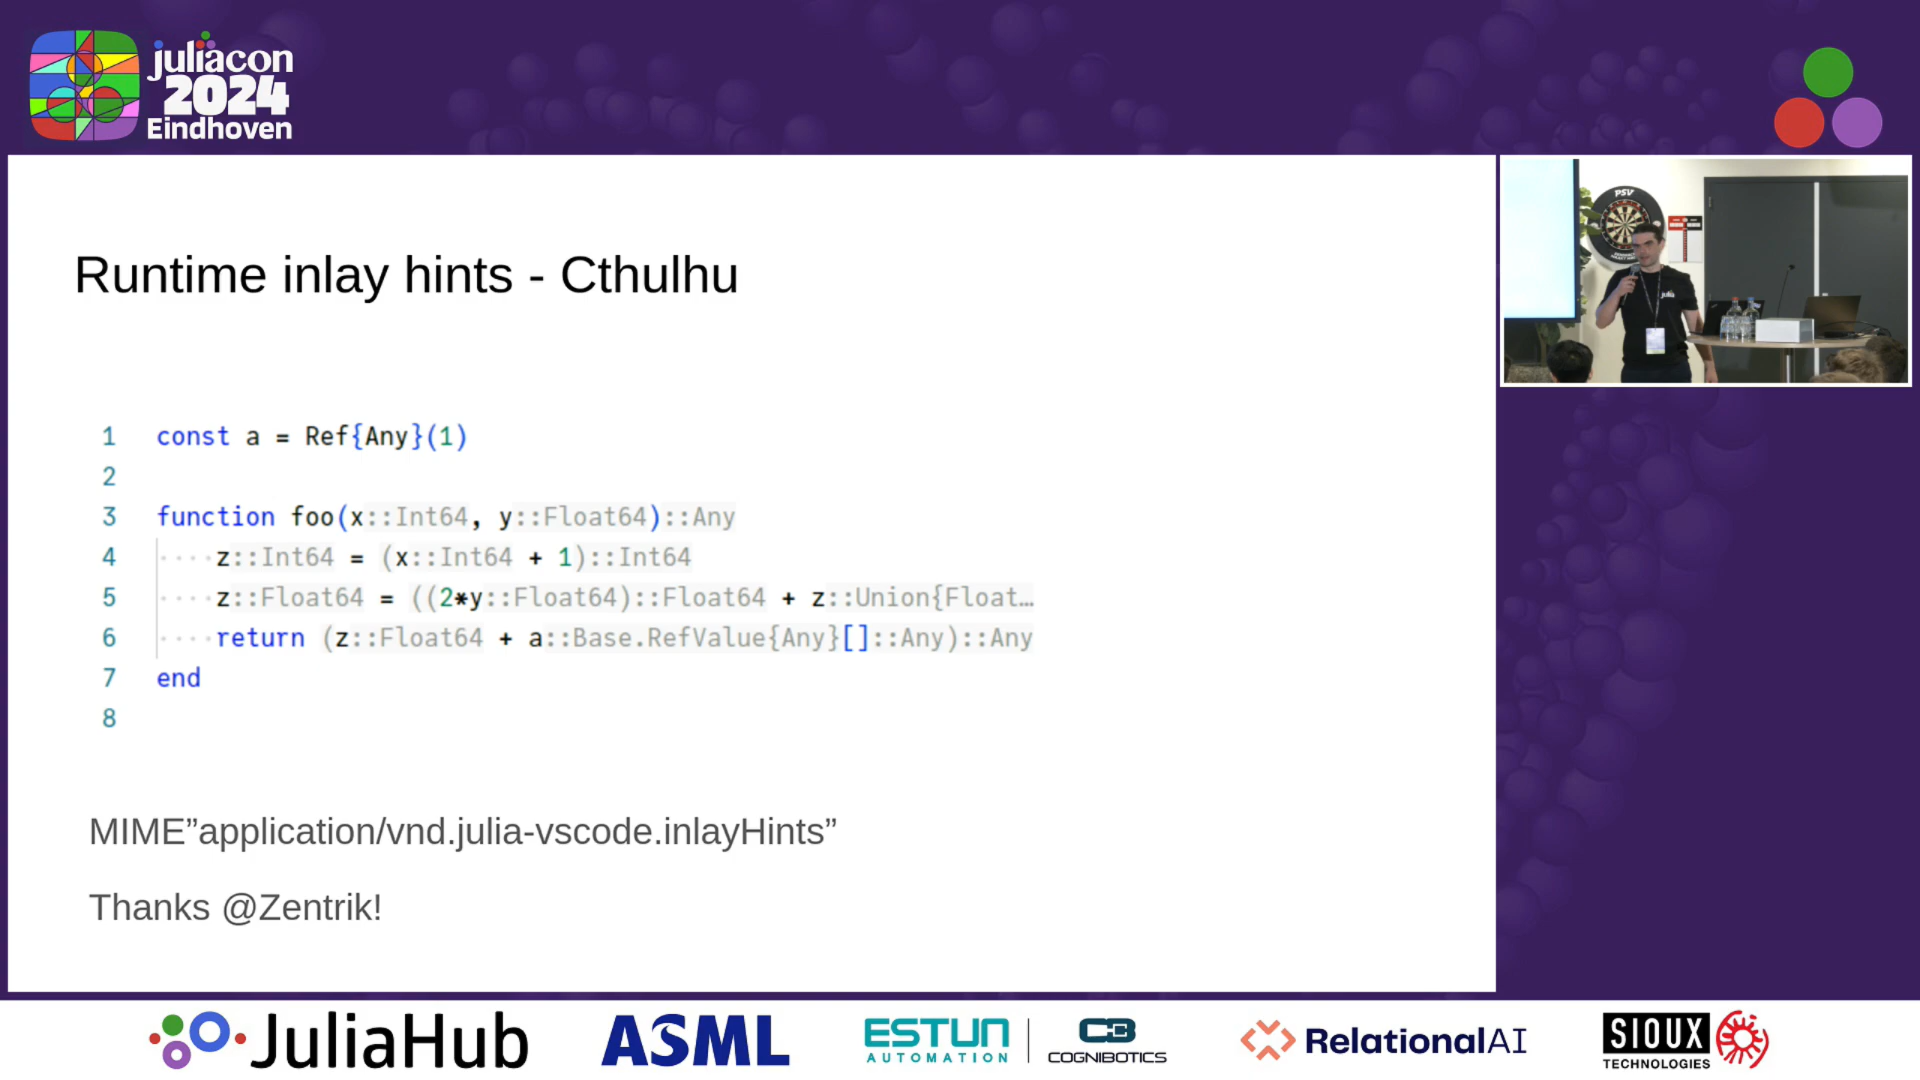 juliacon
2024
Eindhoven
Runtime inlay hints - Cthulhu
1 const a = Ref{Any}(1)
2
3 function foo(x::Int64, y::Float64)::Any
4 ····z::Int64 = (x::Int64 + 1)::Int64
5 ····z::Float64 = ((2*y::Float64)::Float64 + z::Union{Float…
6 ····return (z::Float64 + a::Base.RefValue{Any}[]::Any)::Any
7 end
8
MIME”application/vnd.julia-vscode.inlayHints”
Thanks @Zentrik!
PSV
julia
JuliaHub
ASML
ESTUN
AUTOMATION
COGNIBOTICS
RelationalAI
SIOUX
TECHNOLOGIES